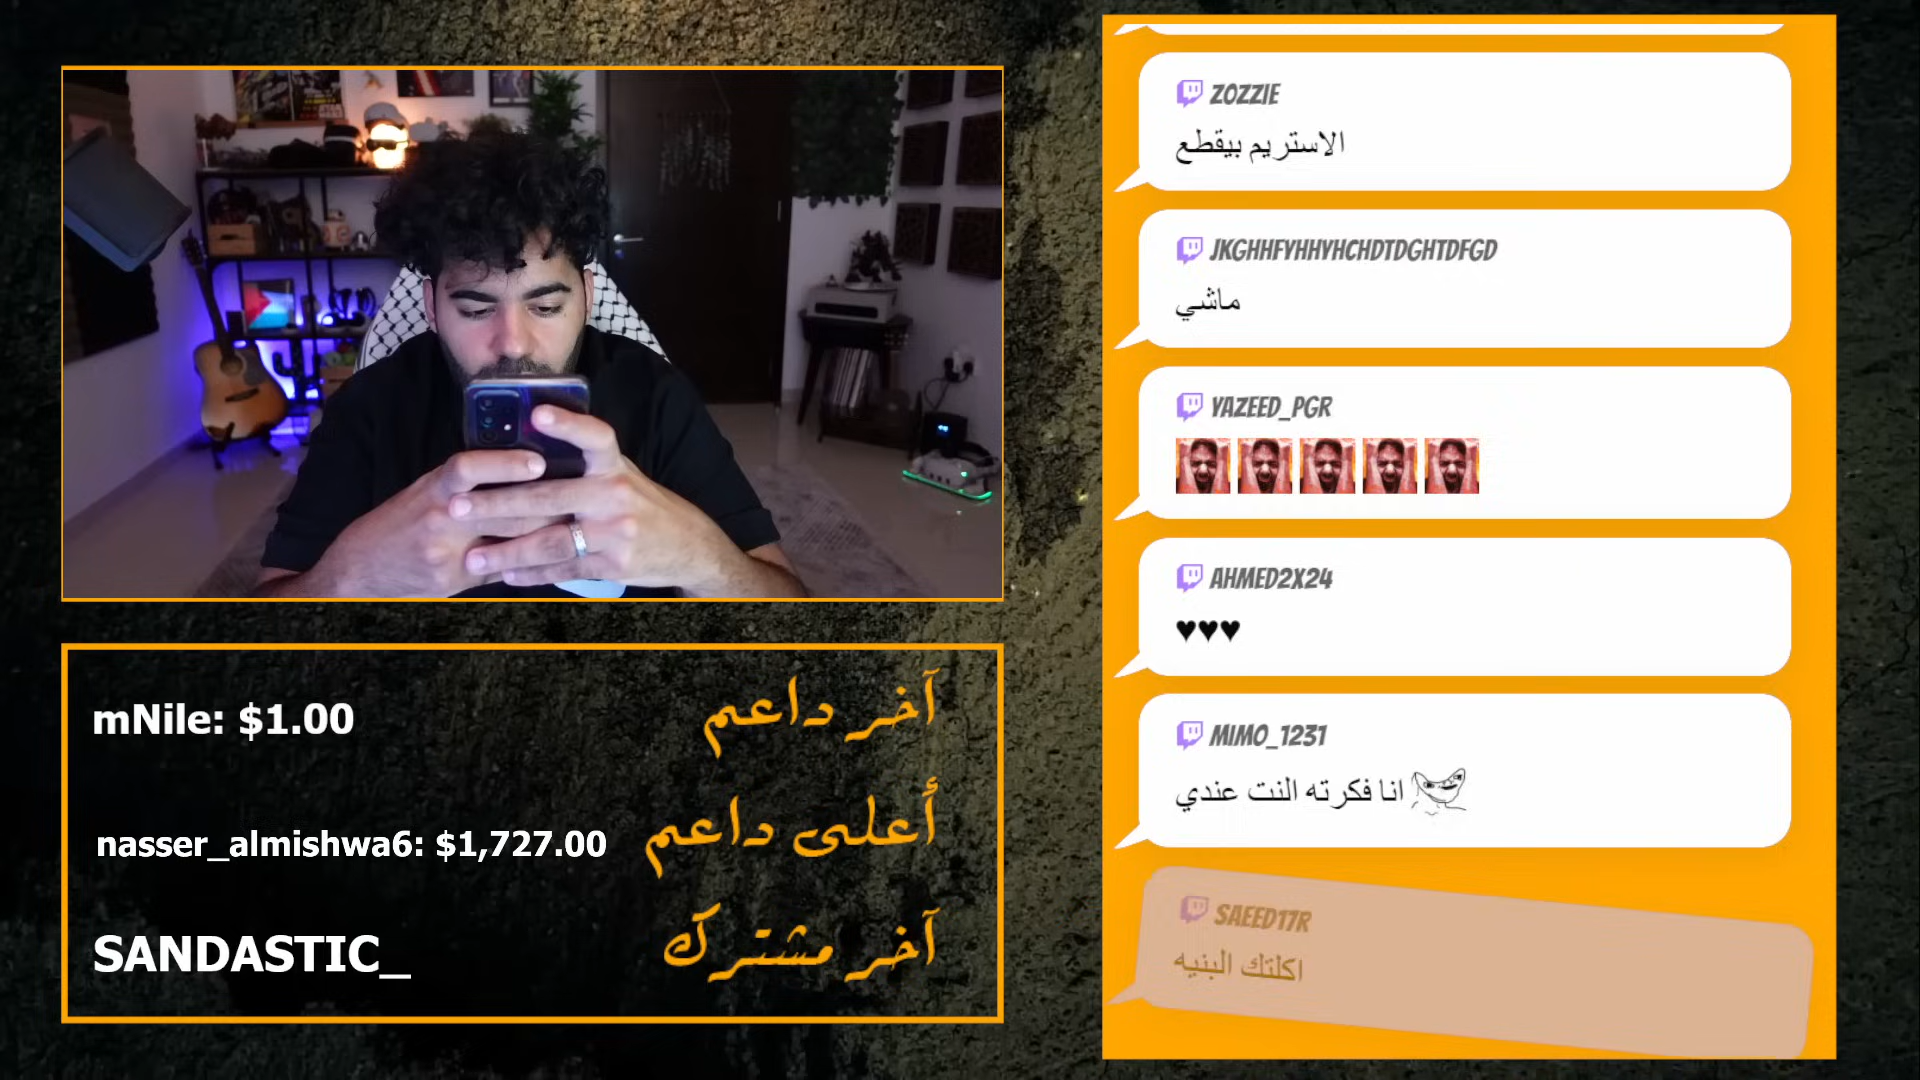 mNile: $1.00
آخر داعم
nasser_almishwa6: $1,727.00
أعلى داعم
SANDASTIC_
آخر مشترك
ZOZZIE
الاستريم بيقطع
JKGHHFYHHYHCHDTDGHTDFGD
ماشي
YAZEED_PGR
AHMED2X24
♥♥♥
MIMO_1231
انا فكرته النت عندي
SAEED17R
اكلتك البنيه